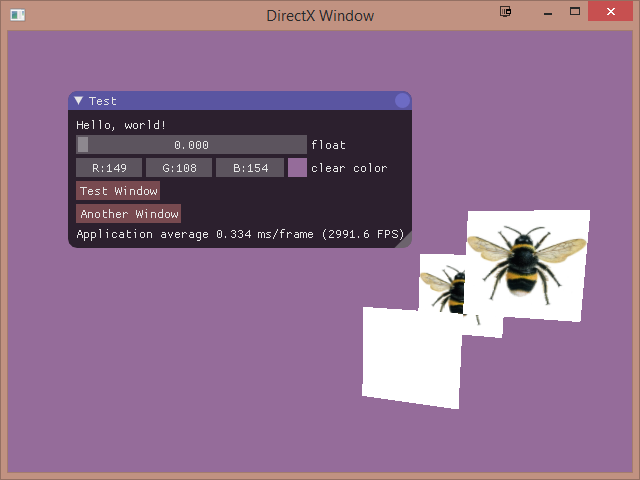 DirectX Window
Test
Hello, world!
0.000 float
R:149 G:108 B:154 clear color
Test Window
Another Window
Application average 0.334 ms/frame (2991.6 FPS)